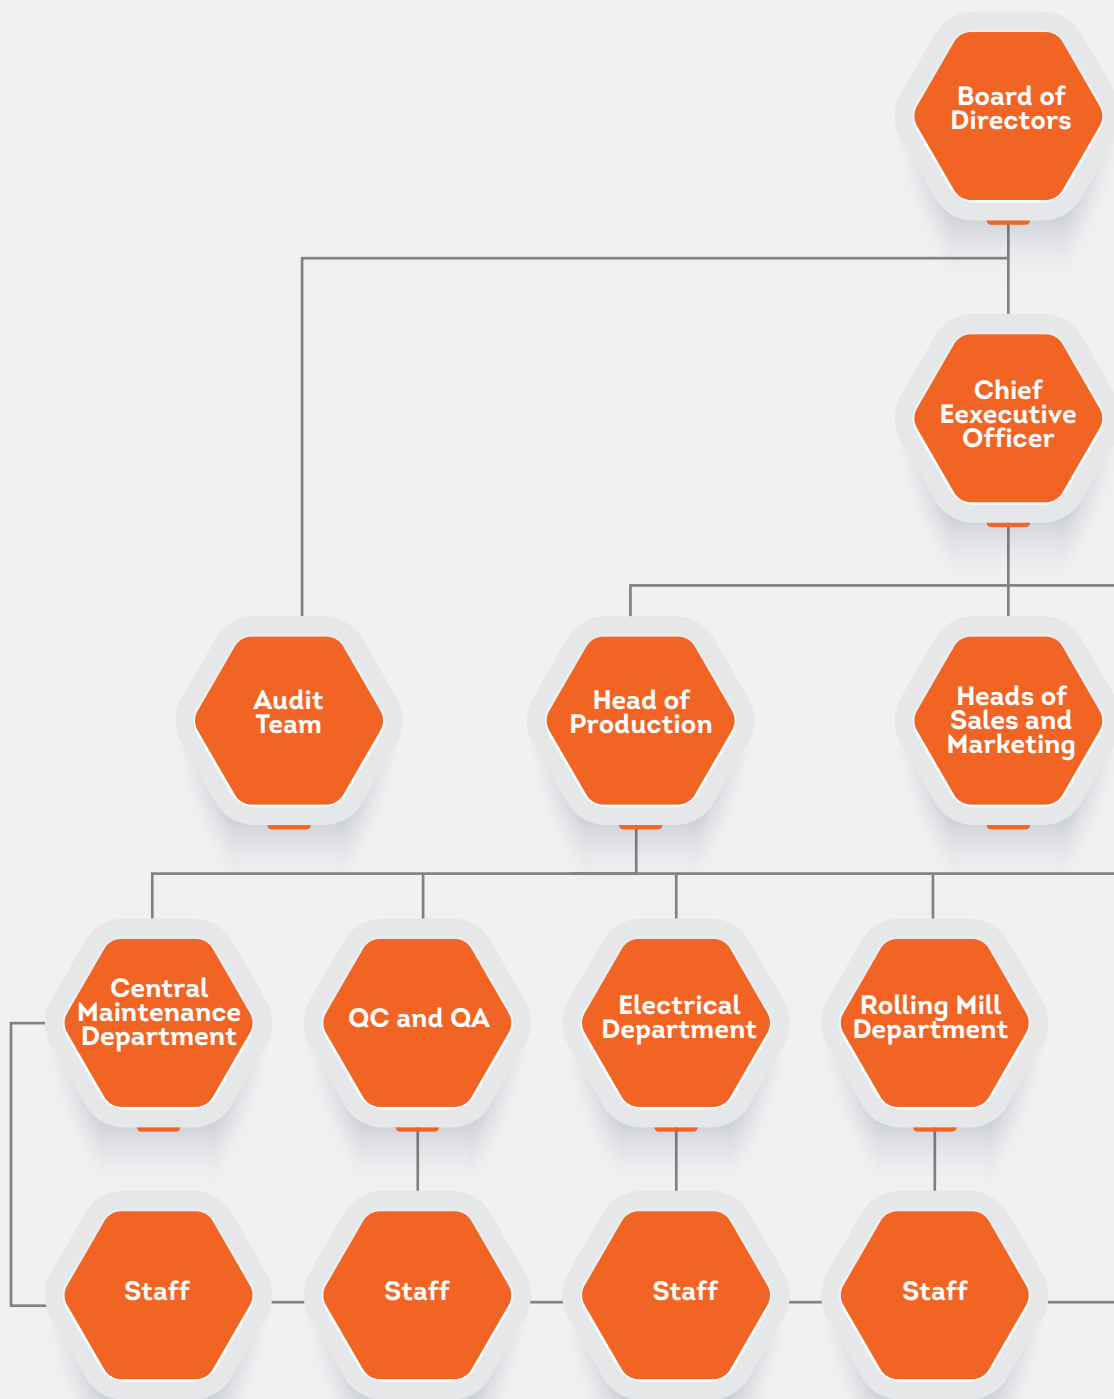 Board of
Directors
Chief
Eexecutive
Officer
Audit
Team
Head of
Production
Heads of
Sales and
Marketing
Central
Maintenance
Department
QC and QA
Electrical
Department
Rolling Mill
Department
Staff
Staff
Staff
Staff